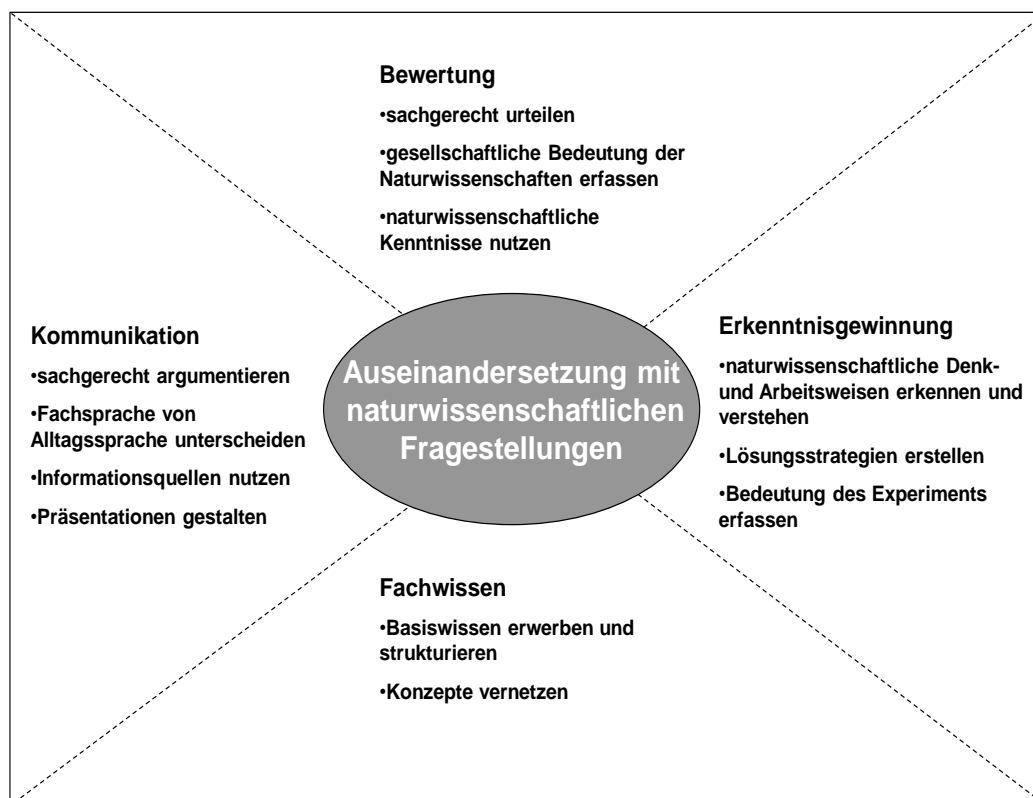 Bewertung
•sachgerecht urteilen
•gesellschaftliche Bedeutung der
Naturwissenschaften erfassen
•naturwissenschaftliche
Kenntnisse nutzen
Kommunikation
•sachgerecht argumentieren
•Fachsprache von
Alltagssprache unterscheiden
•Informationsquellen nutzen
•Präsentationen gestalten
Auseinandersetzung mit
naturwissenschaftlichen
Fragestellungen
Erkenntnisgewinnung
•naturwissenschaftliche Denk-
und Arbeitsweisen erkennen und
verstehen
•Lösungsstrategien erstellen
•Bedeutung des Experiments
erfassen
Fachwissen
•Basiswissen erwerben und
strukturieren
•Konzepte vernetzen